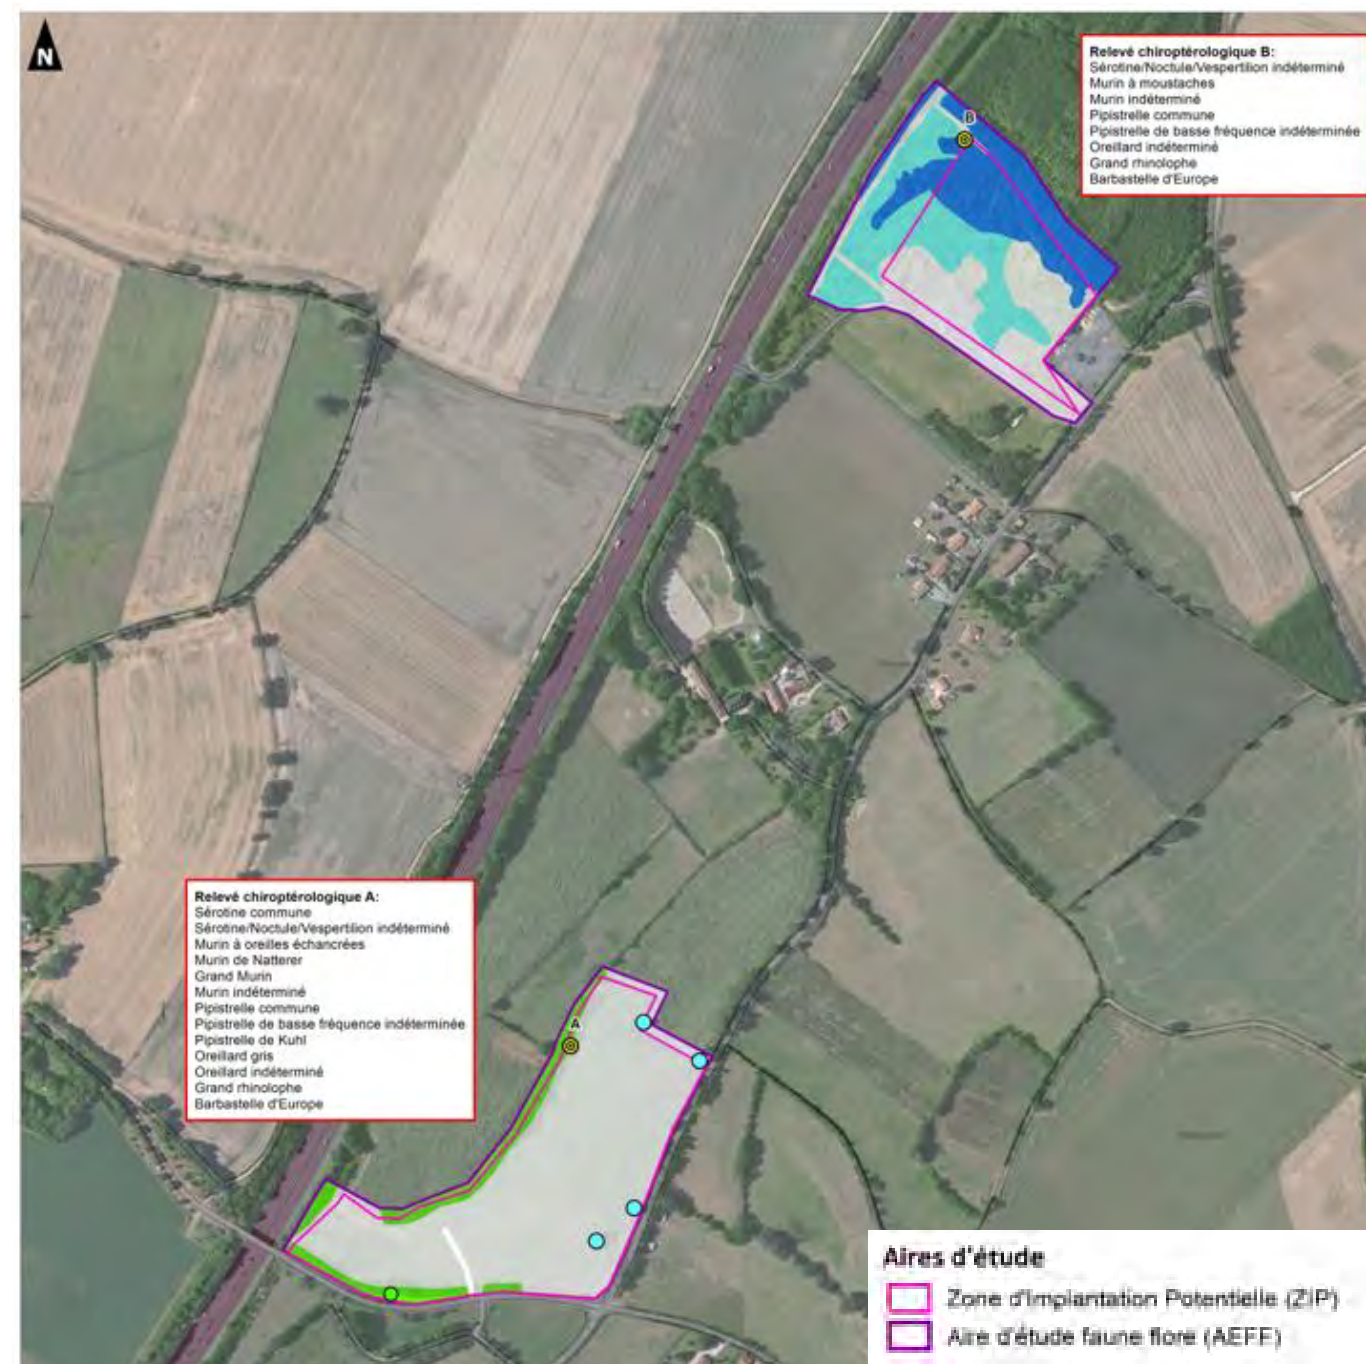 N
Relevé chiroptérologique B:
Sérotine/Noctule/Vespertilion indéterminé
Murin à moustaches
Murin indéterminé
Pipistrelle commune
Pipistrelle de basse fréquence indéterminée
Oreillard indéterminé
Grand rhinolophe
Barbastelle d'Europe
B
Relevé chiroptérologique A:
Sérotine commune
Sérotine/Noctule/Vespertilion indéterminé
Murin à oreilles échancrées
Murin de Natterer
Grand Murin
Murin indéterminé
Pipistrelle commune
Pipistrelle de basse fréquence indéterminée
Pipistrelle de Kuhl
Oreillard gris
Oreillard indéterminé
Grand rhinolophe
Barbastelle d'Europe
A
Aires d'étude
Zone d'Implantation Potentielle (ZIP)
Aire d'étude faune flore (AEFF)